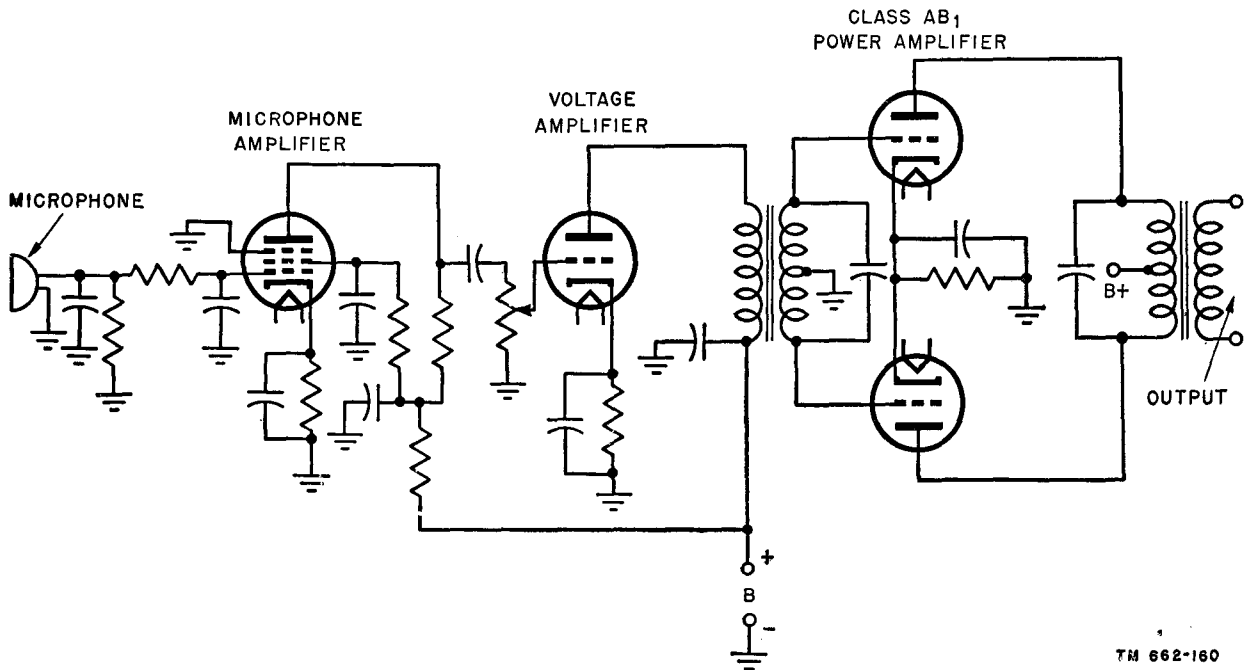 CLASS AB₁
POWER AMPLIFIER
VOLTAGE
AMPLIFIER
MICROPHONE
AMPLIFIER
MICROPHONE
B+
OUTPUT
+
B
-
TM 662-160